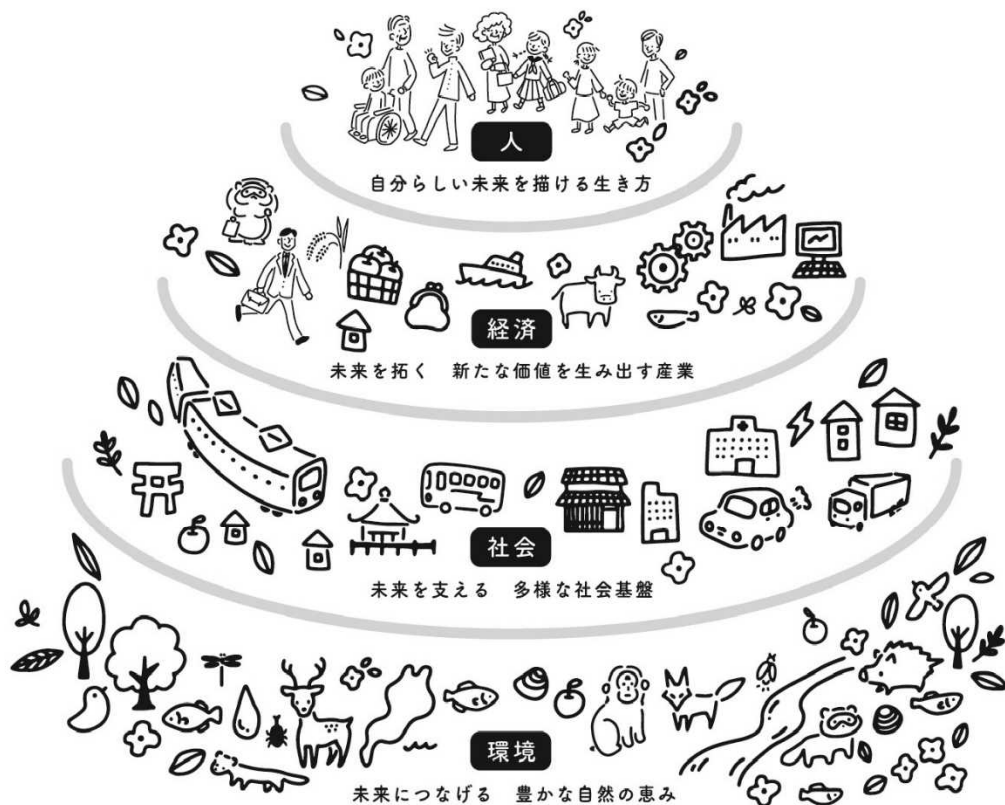 人
自分らしい未来を描ける生き方
経済
未来を拓く　新たな価値を生み出す産業
社会
未来を支える　多様な社会基盤
環境
未来につなげる　豊かな自然の恵み